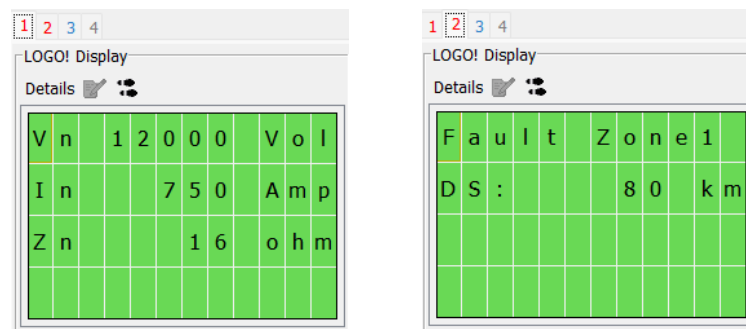 1 2 3 4
LOGO! Display
Details
Vn 12000 Vol
In 750 Amp
Zn 16 ohm
1 2 3 4
LOGO! Display
Details
Fault Zone1
DS: 80 km